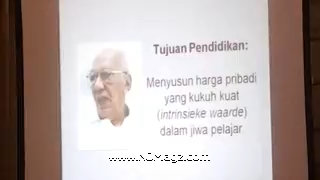 Tujuan Pendidikan:
Menyusun harga pribadi
yang kukuh kuat
(intrinsieke waarde)
dalam jiwa pelajar.